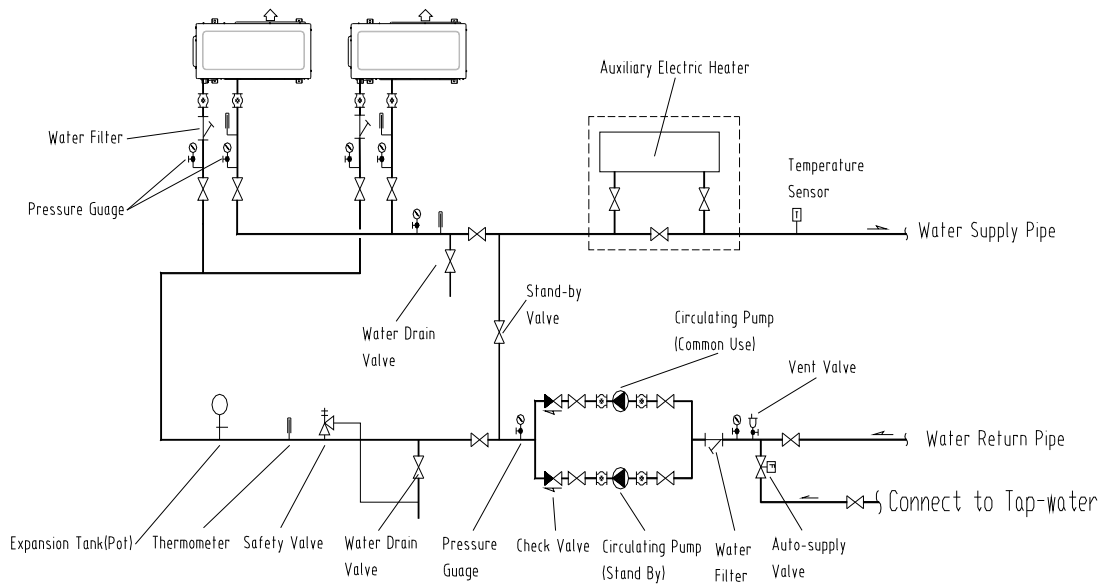 Auxiliary Electric Heater
Water Filter
Temperature
Sensor
Pressure Guage
T
Water Supply Pipe
Stand-by
Valve
Water Drain
Valve
Circulating Pump
(Common Use)
Vent Valve
Water Return Pipe
Connect to Tap-water
Expansion Tank(Pot)
Thermometer
Safety Valve
Water Drain
Valve
Pressure
Guage
Check Valve
Circulating Pump
(Stand By)
Water
Filter
Auto-supply
Valve